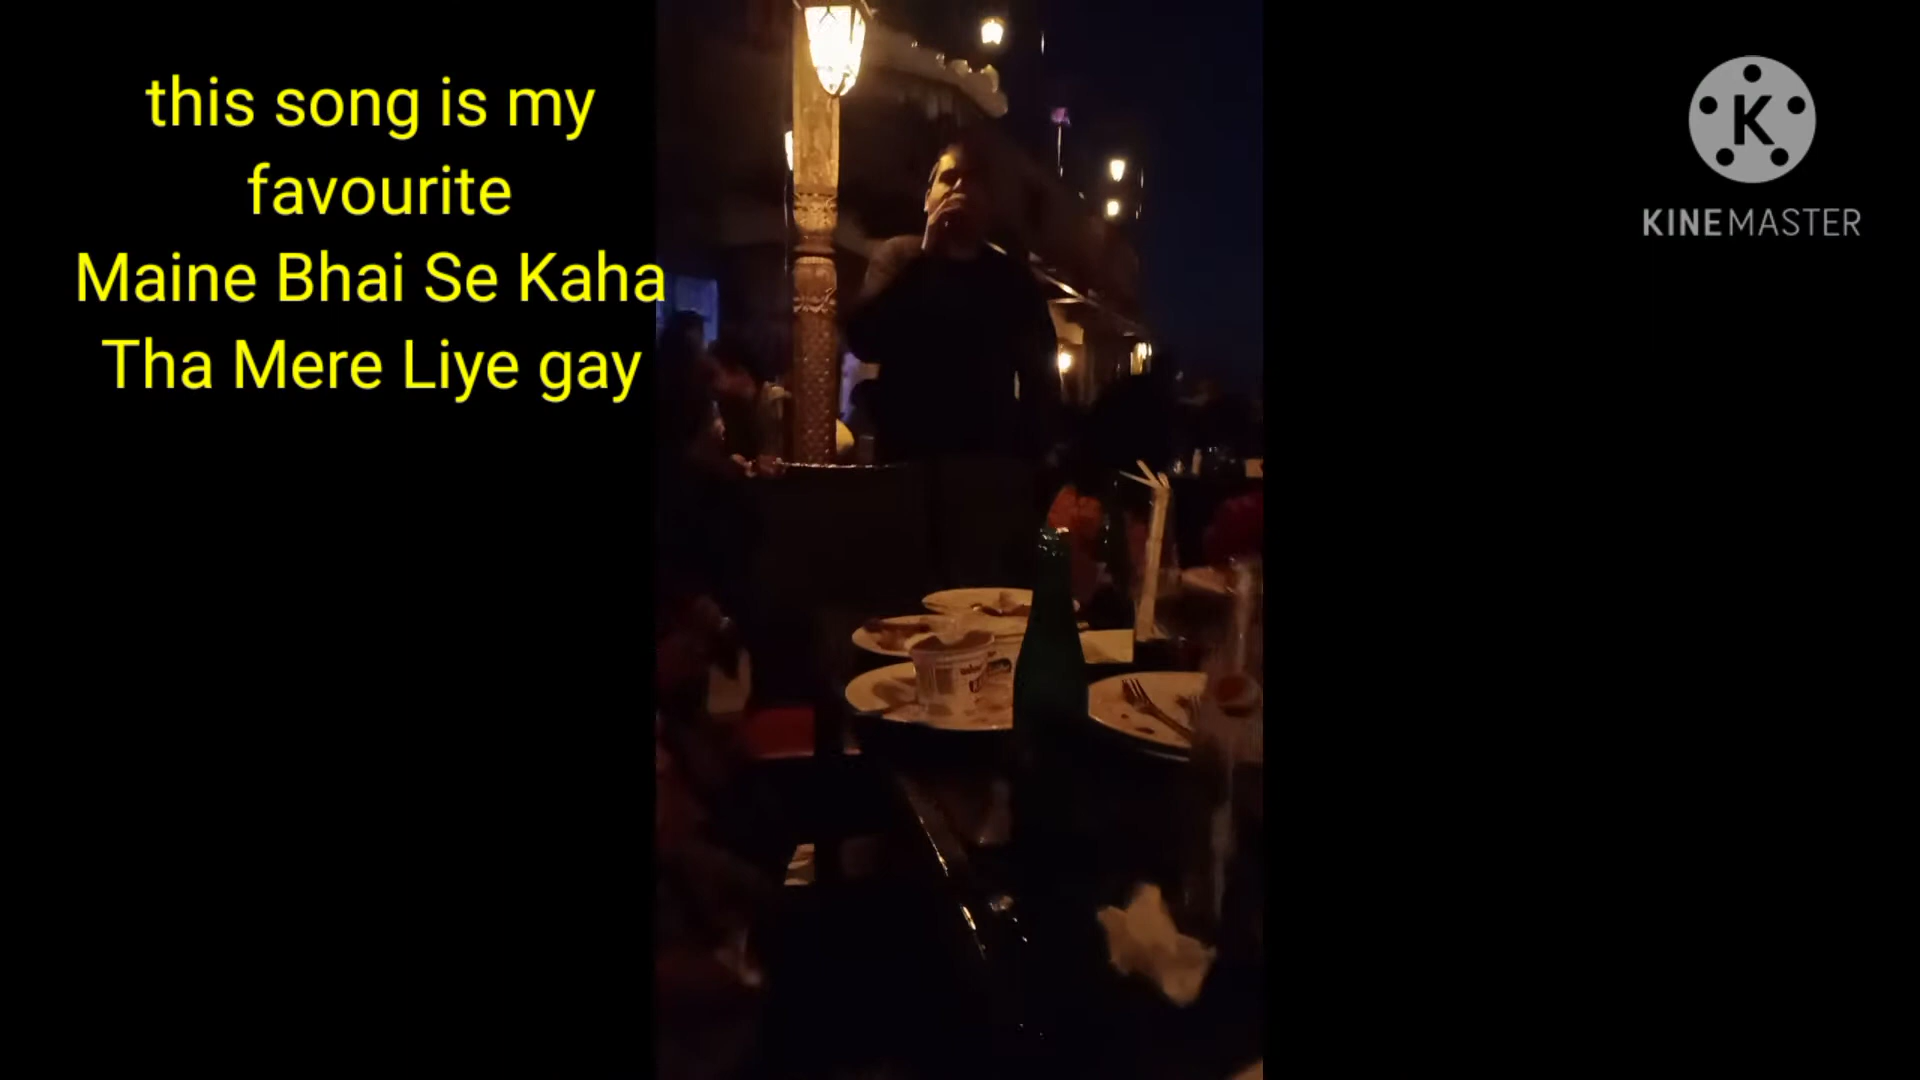 this song is my
favourite
Maine Bhai Se Kaha
Tha Mere Liye gay
K
KINEMASTER